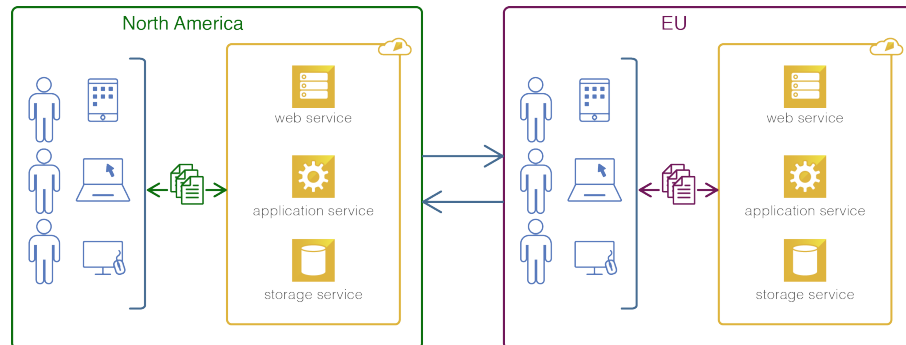 North America
web service
application service
storage service
EU
web service
application service
storage service